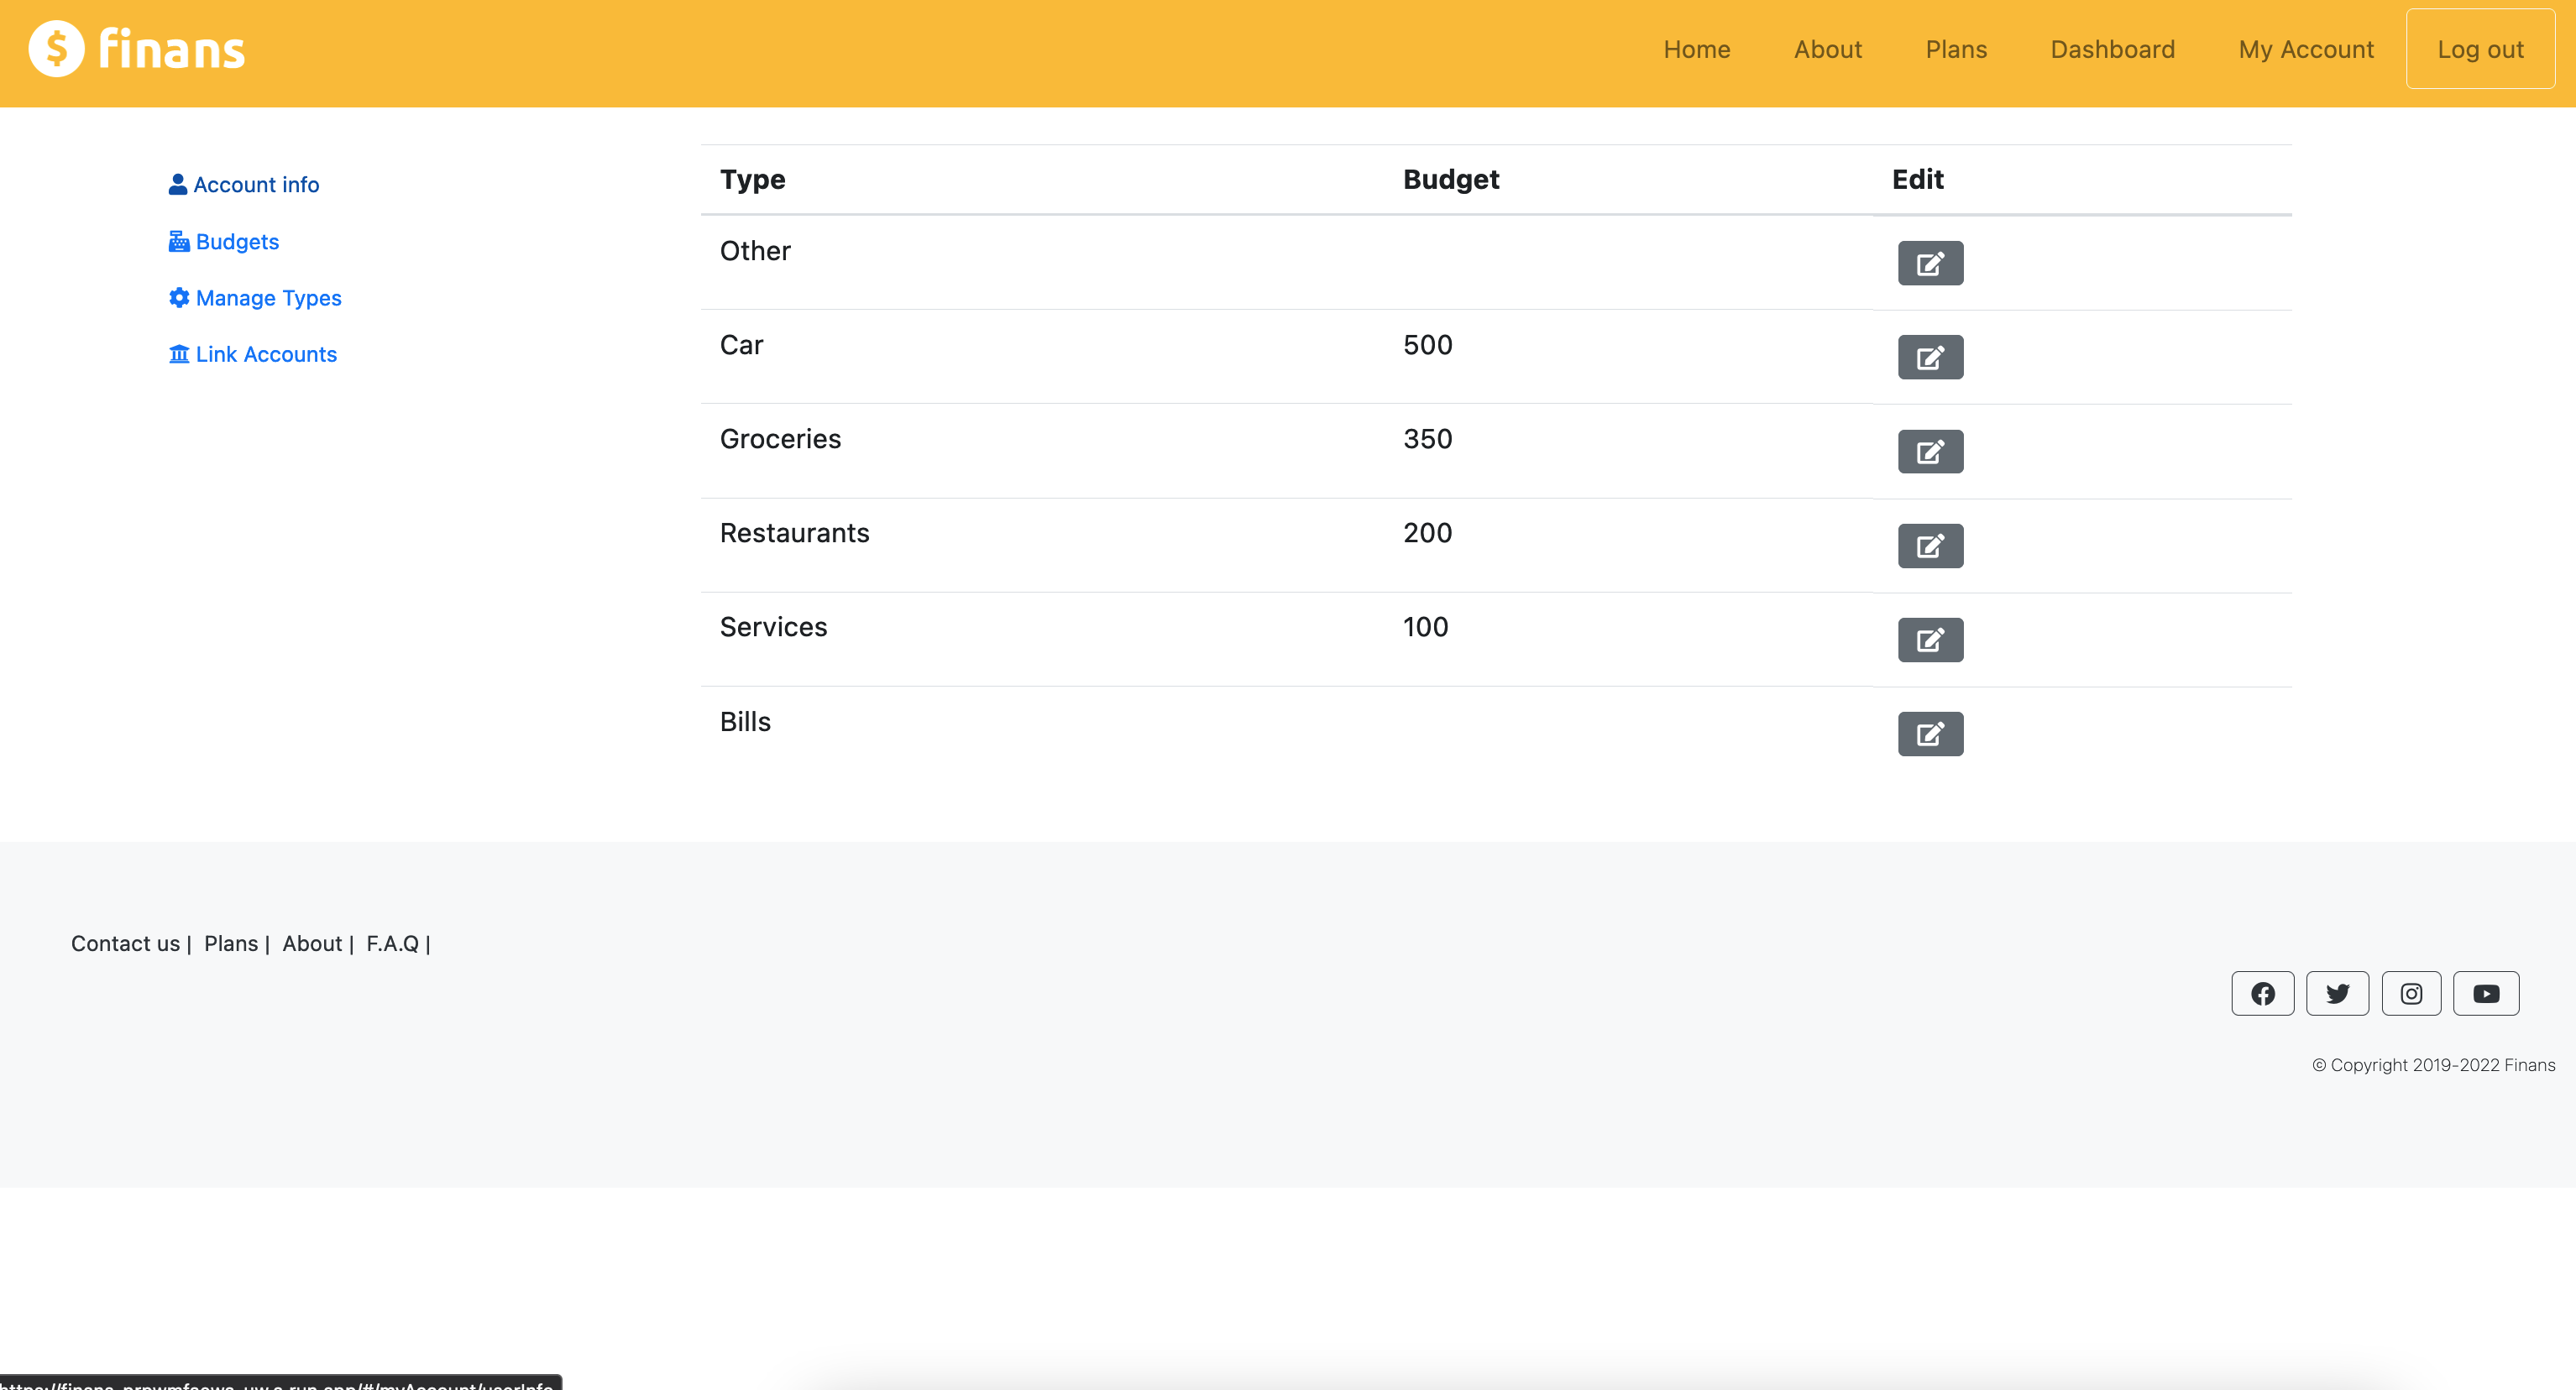 $ finans
Home About Plans Dashboard My Account Log out
Account info
Budgets
Manage Types
Link Accounts
Type Budget Edit
Other
Car 500
Groceries 350
Restaurants 200
Services 100
Bills
Contact us | Plans | About | F.A.Q |
© Copyright 2019-2022 Finans